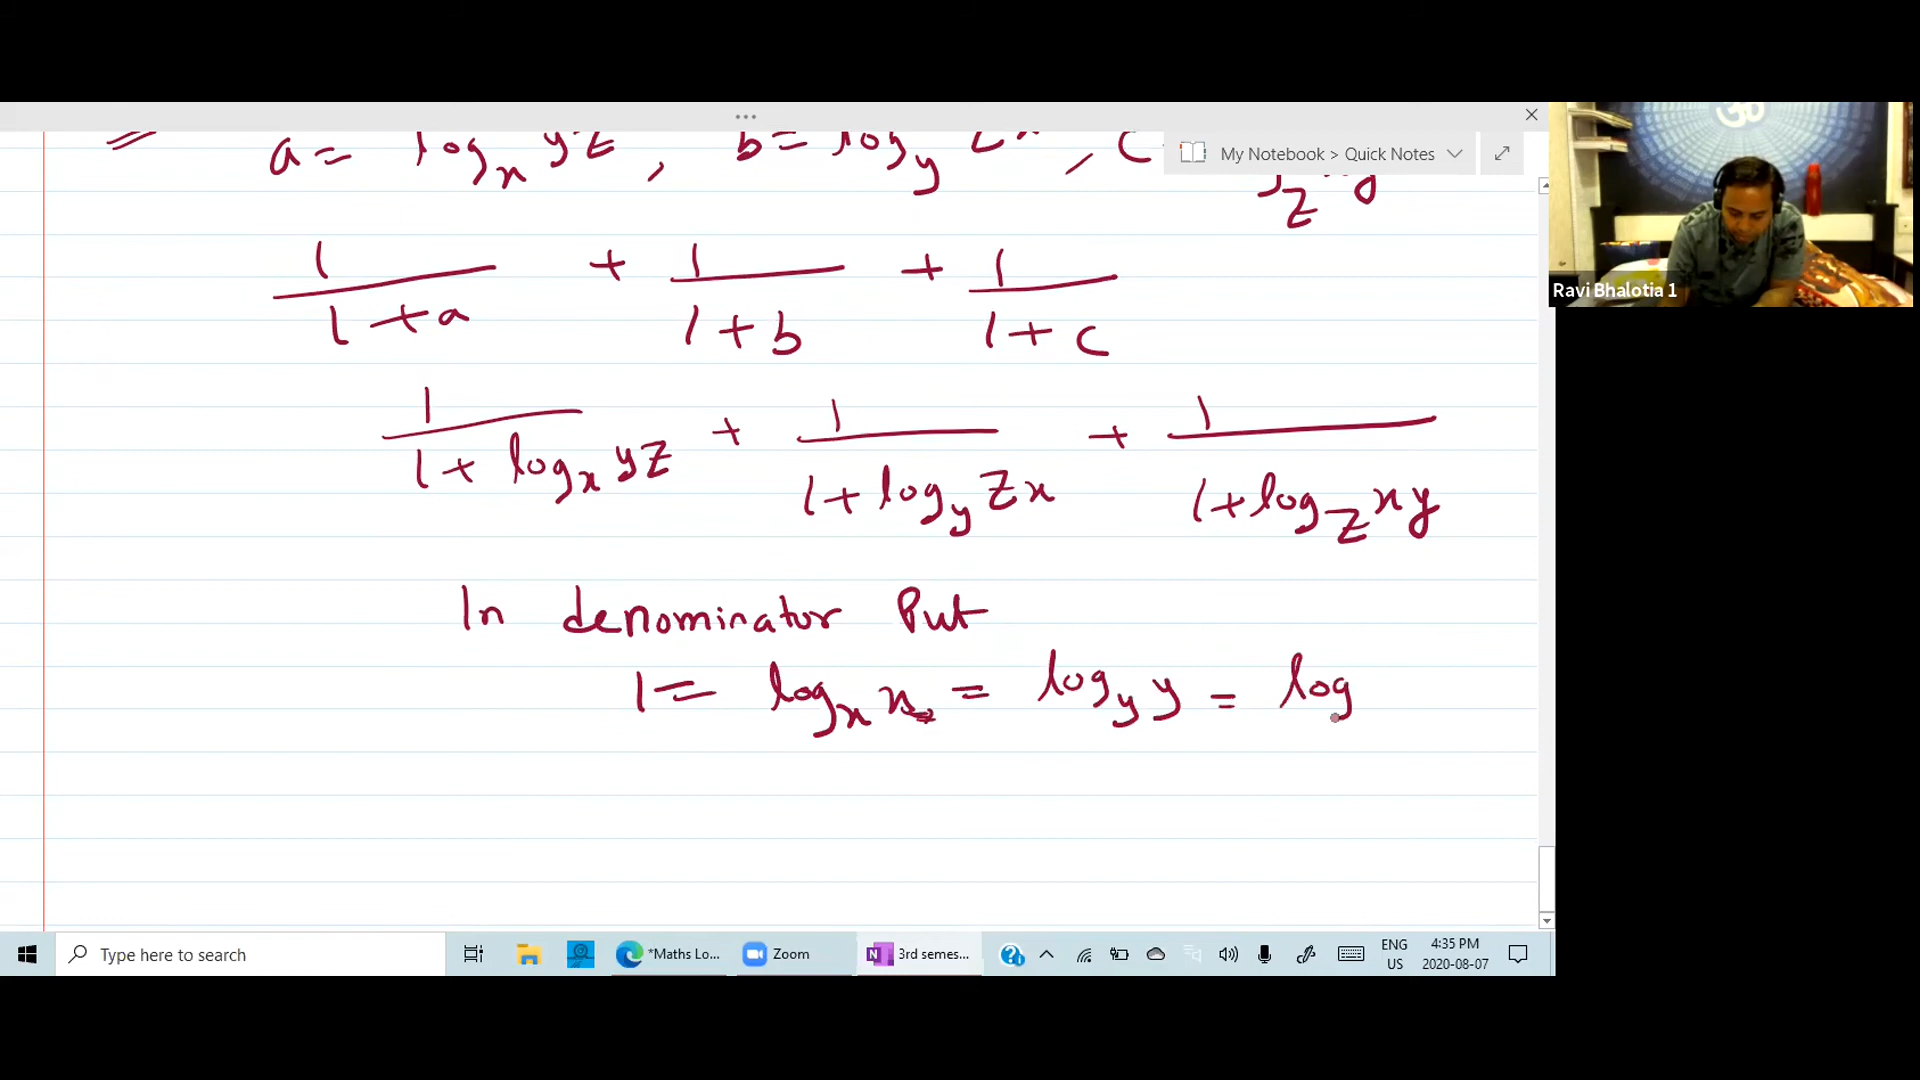 a = log_x yz , b = log_y zx , c
My Notebook > Quick Notes
z xy
1/(1+a) + 1/(1+b) + 1/(1+c)
1/(1+ log_x yz) + 1/(1+ log_y zx) + 1/(1+ log_z xy)
In denominator Put
1 = log_x x = log_y y = log
Ravi Bhalotia 1
Type here to search
*Maths Lo...
Zoom
3rd semes...
ENG
US
4:35 PM
2020-08-07